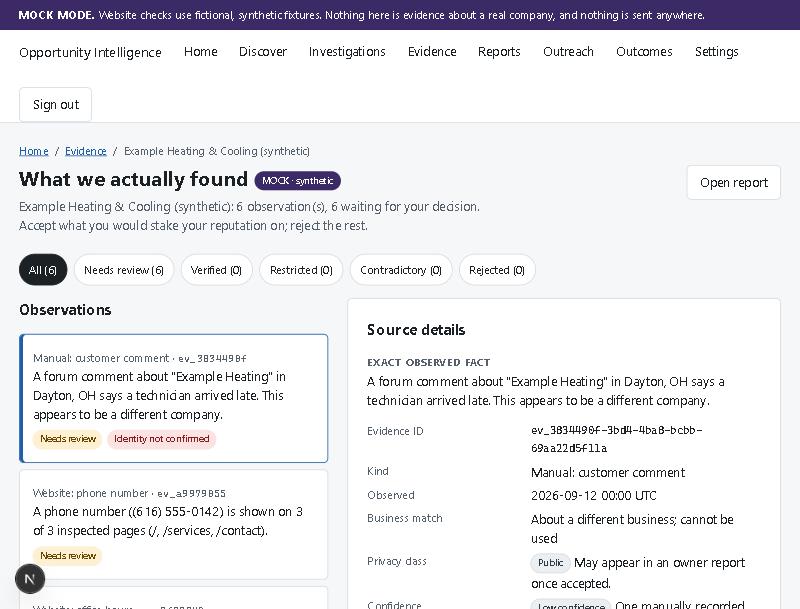 MOCK MODE. Website checks use fictional, synthetic fixtures. Nothing here is evidence about a real company, and nothing is sent anywhere.
Opportunity Intelligence Home Discover Investigations Evidence Reports Outreach Outcomes Settings
Sign out
Home / Evidence / Example Heating & Cooling (synthetic)
What we actually found MOCK · synthetic
Open report
Example Heating & Cooling (synthetic): 6 observation(s), 6 waiting for your decision.
Accept what you would stake your reputation on; reject the rest.
All (6) Needs review (6) Verified (0) Restricted (0) Contradictory (0) Rejected (0)
Observations
Manual: customer comment · ev_3834490f
A forum comment about "Example Heating" in
Dayton, OH says a technician arrived late. This
appears to be a different company.
Needs review Identity not confirmed
Website: phone number · ev_a9979855
A phone number ((616) 555-0142) is shown on 3
of 3 inspected pages (/, /services, /contact).
Needs review
N
Source details
EXACT OBSERVED FACT
A forum comment about "Example Heating" in Dayton, OH says a
technician arrived late. This appears to be a different company.
Evidence ID ev_3834490f-3bd4-4ba8-bcbb-
69aa22d5f11a
Kind Manual: customer comment
Observed 2026-09-12 00:00 UTC
Business match About a different business; cannot be
used
Privacy class Public May appear in an owner report
once accepted.
Confidence Low confidence One manually recorded